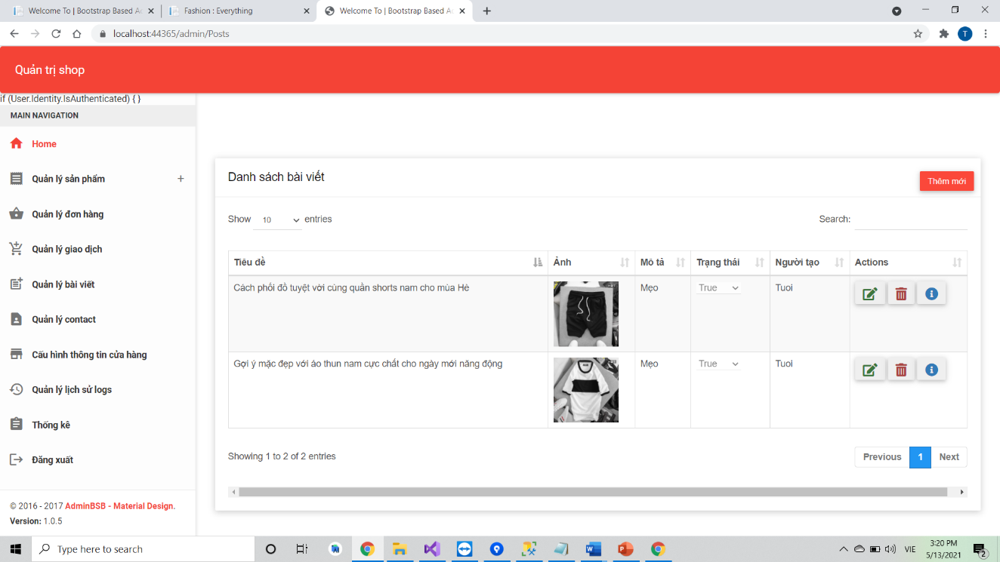 Welcome To | Bootstrap Based Ad
Fashion : Everything
Welcome To | Bootstrap Based A
localhost:44365/admin/Posts
T
Quản trị shop
if (User.Identity.IsAuthenticated) { }
MAIN NAVIGATION
Home
Quản lý sản phẩm +
Quản lý đơn hàng
Quản lý giao dịch
Quản lý bài viết
Quản lý contact
Cấu hình thông tin cửa hàng
Quản lý lịch sử logs
Thống kê
Đăng xuất
© 2016 - 2017 AdminBSB - Material Design.
Version: 1.0.5
Danh sách bài viết
Thêm mới
Show 10 entries
Search:
Tiêu đề Ảnh Mô tả Trạng thái Người tạo Actions
Cách phối đồ tuyệt vời cùng quần shorts nam cho mùa Hè Mẹo True Tuoi
Gợi ý mặc đẹp với áo thun nam cực chất cho ngày mới năng động Mẹo True Tuoi
Showing 1 to 2 of 2 entries
Previous 1 Next
Type here to search
VIE
3:20 PM
5/13/2021
2